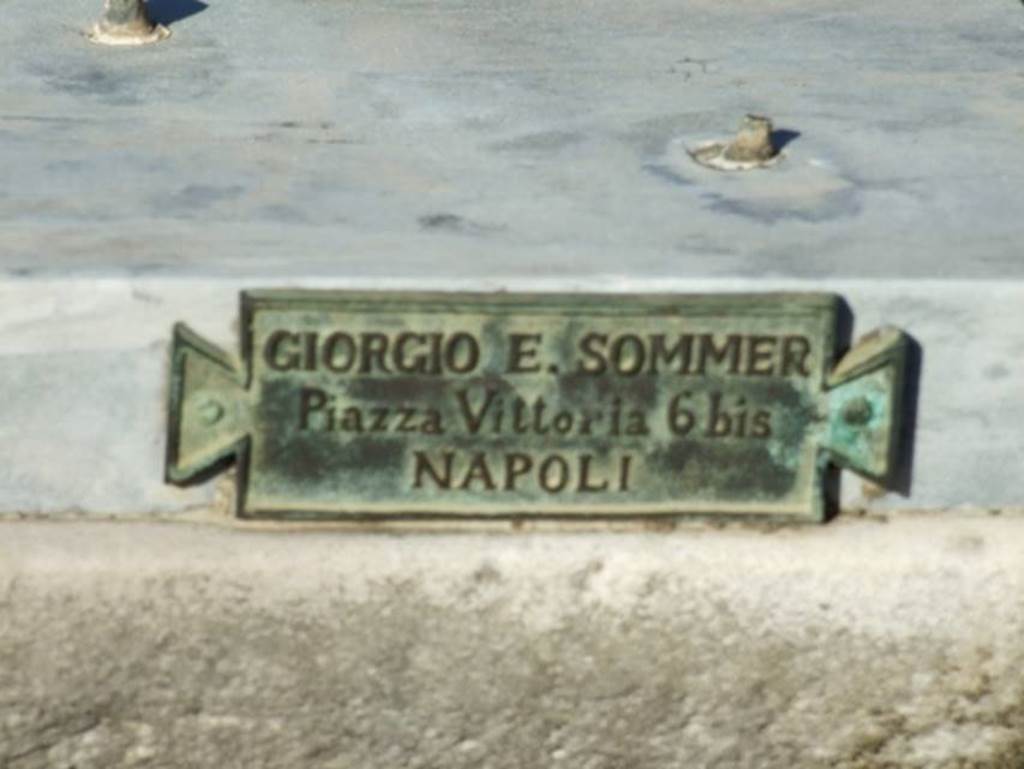 GIORGIO E. SOMMER
Piazza Vittoria 6 bis
NAPOLI